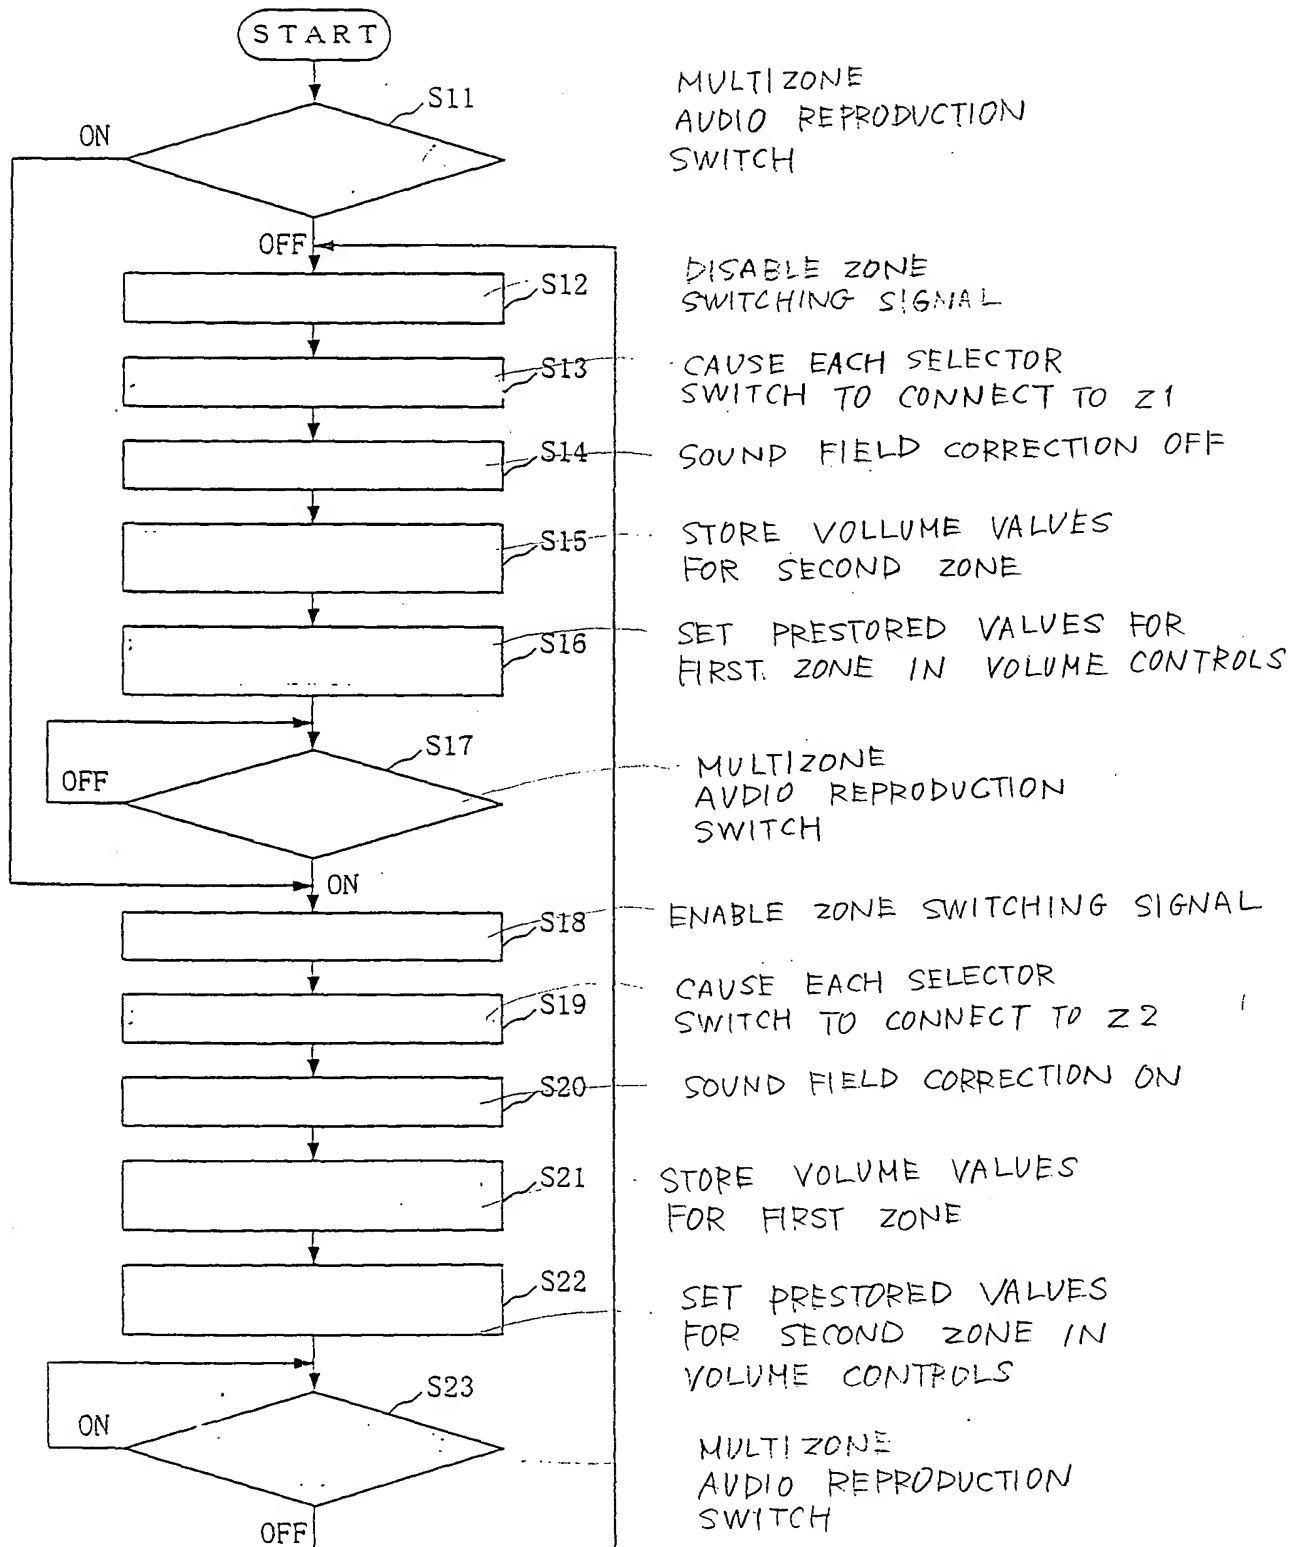 START
S11
MULTIZONE
AUDIO REPRODUCTION
SWITCH
ON
OFF
S12
DISABLE ZONE
SWITCHING SIGNAL
S13
CAUSE EACH SELECTOR
SWITCH TO CONNECT TO Z1
S14
SOUND FIELD CORRECTION OFF
S15
STORE VOLLUME VALUES
FOR SECOND ZONE
S16
SET PRESTORED VALUES FOR
FIRST. ZONE IN VOLUME CONTROLS
S17
OFF
MULTIZONE
AUDIO REPRODUCTION
SWITCH
ON
S18
ENABLE ZONE SWITCHING SIGNAL
S19
CAUSE EACH SELECTOR
SWITCH TO CONNECT TO Z2
S20
SOUND FIELD CORRECTION ON
S21
STORE VOLUME VALUES
FOR FIRST ZONE
S22
SET PRESTORED VALUES
FOR SECOND ZONE IN
VOLUME CONTROLS
S23
ON
MULTIZONE
AUDIO REPRODUCTION
SWITCH
OFF